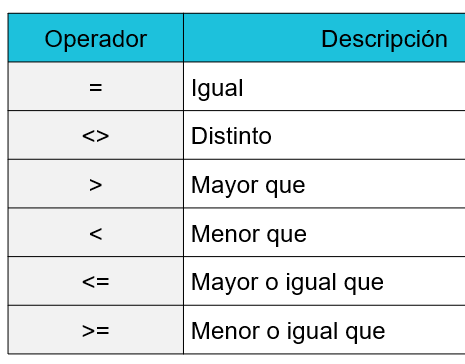 Operador Descripción
= Igual
<> Distinto
> Mayor que
< Menor que
<= Mayor o igual que
>= Menor o igual que